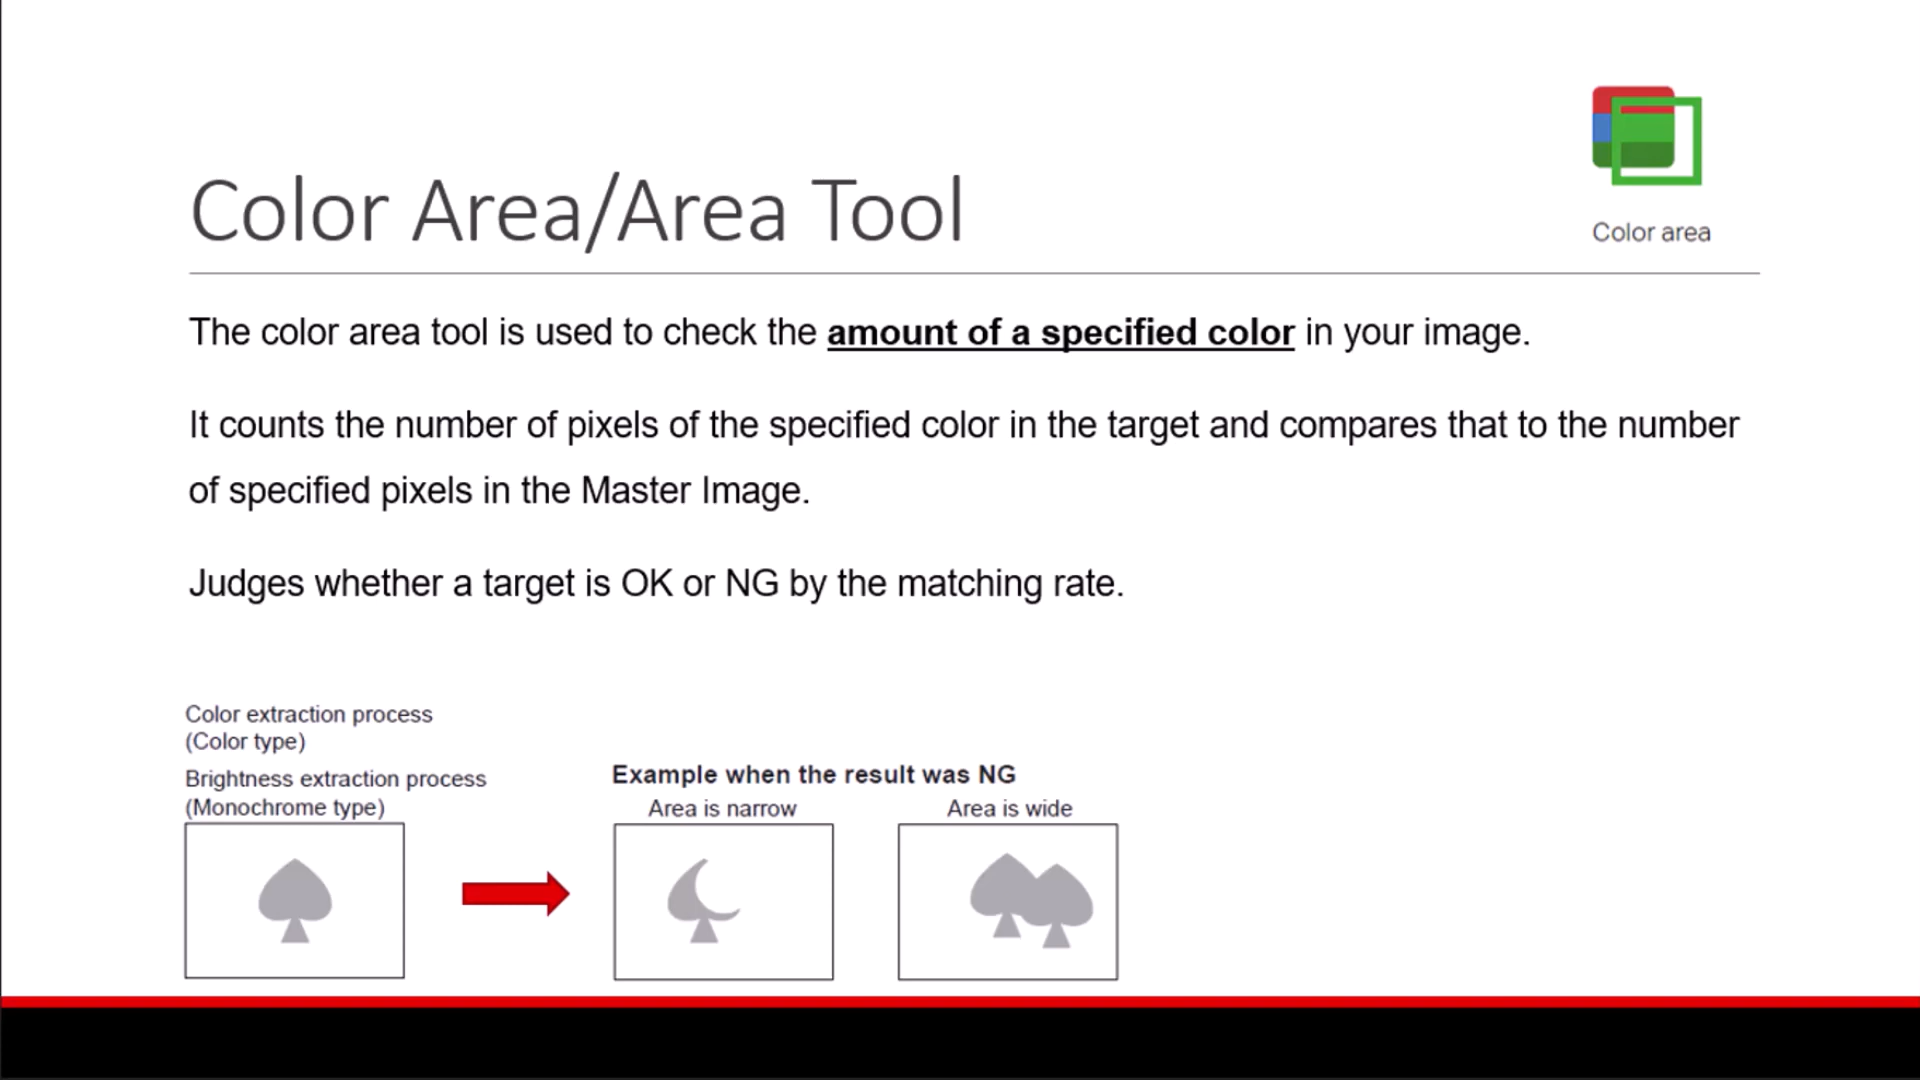 Color Area/Area Tool
Color area
The color area tool is used to check the amount of a specified color in your image.
It counts the number of pixels of the specified color in the target and compares that to the number
of specified pixels in the Master Image.
Judges whether a target is OK or NG by the matching rate.
Color extraction process
(Color type)
Brightness extraction process
(Monochrome type)
Example when the result was NG
Area is narrow
Area is wide